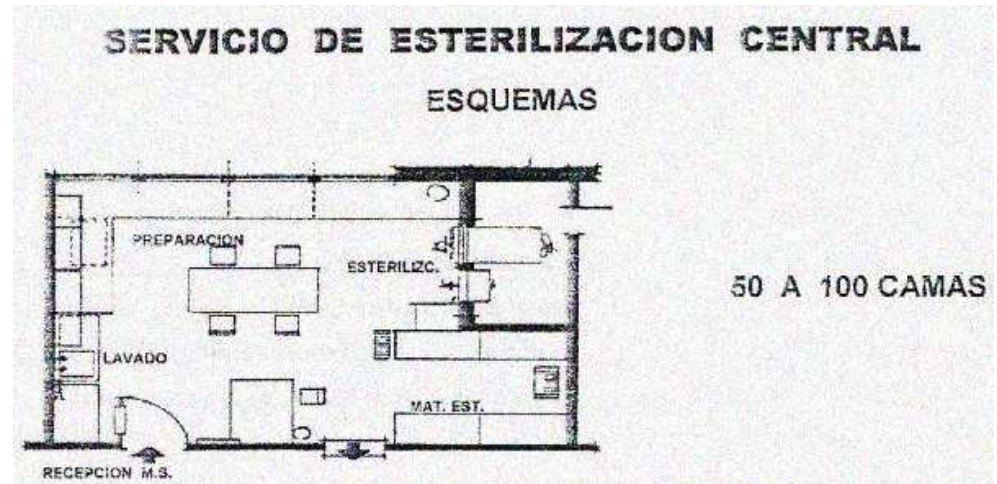 SERVICIO DE ESTERILIZACION CENTRAL
ESQUEMAS
PREPARACION
ESTERILIZC.
50 A 100 CAMAS
LAVADO
MAT. EST.
RECEPCION M.S.